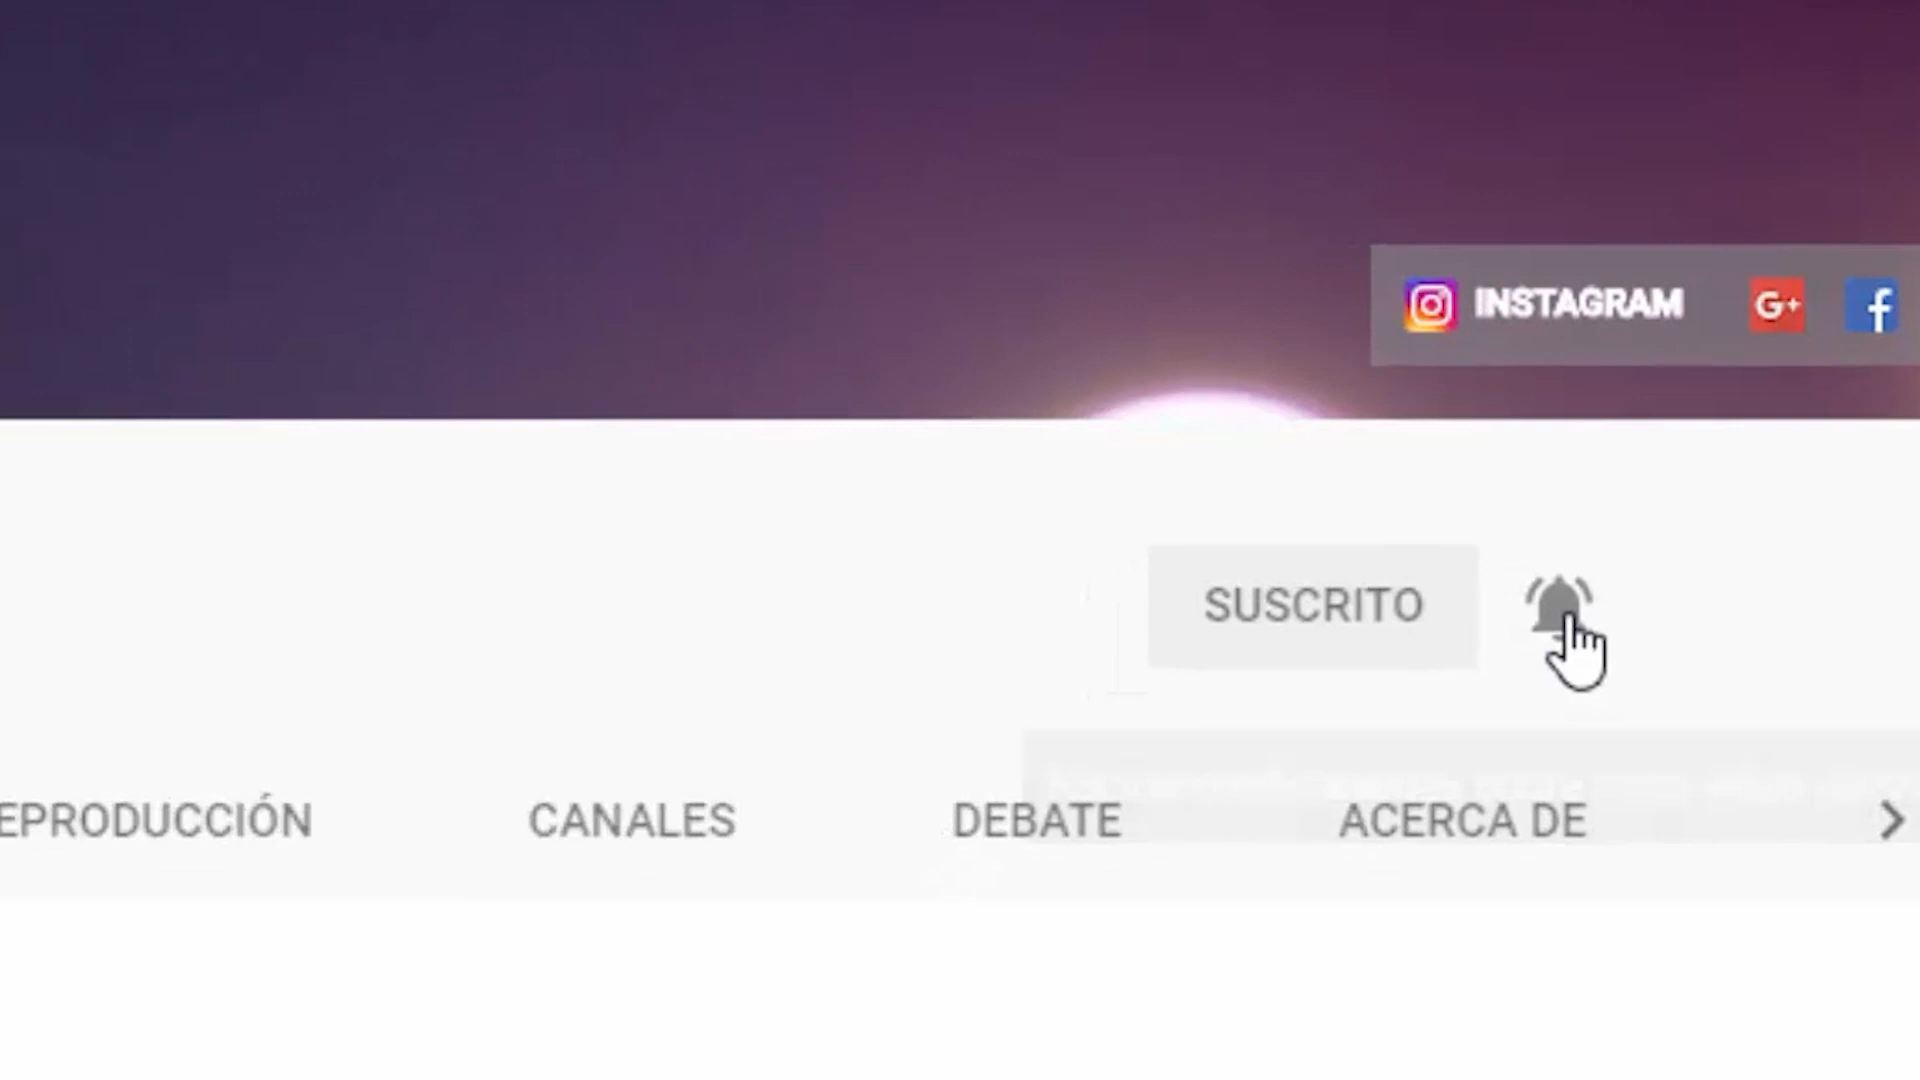 INSTAGRAM G+ f
SUSCRITO
EPRODUCCIÓN CANALES DEBATE ACERCA DE